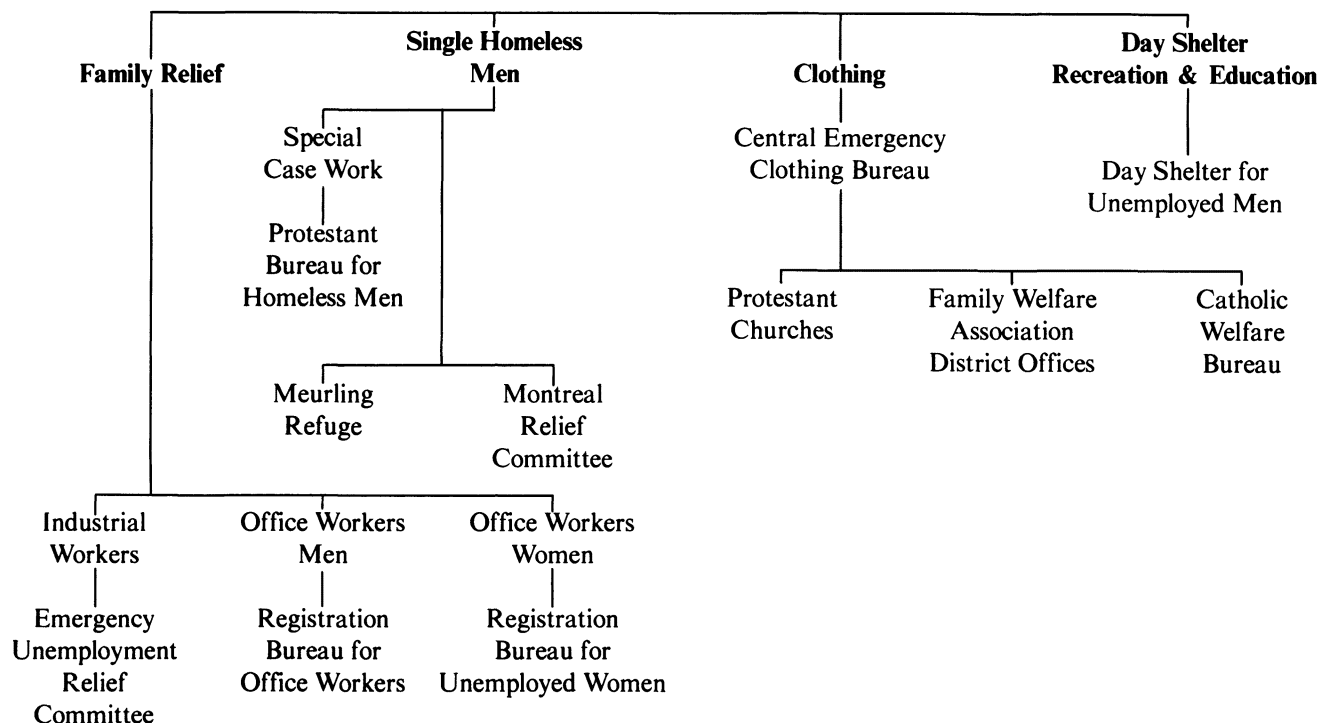 Family Relief
Single Homeless
Men
Clothing
Day Shelter
Recreation & Education
Special
Case Work
Protestant
Bureau for
Homeless Men
Central Emergency
Clothing Bureau
Day Shelter for
Unemployed Men
Protestant
Churches
Family Welfare
Association
District Offices
Catholic
Welfare
Bureau
Meurling
Refuge
Montreal
Relief
Committee
Industrial
Workers
Office Workers
Men
Office Workers
Women
Emergency
Unemployment
Relief
Committee
Registration
Bureau for
Office Workers
Registration
Bureau for
Unemployed Women